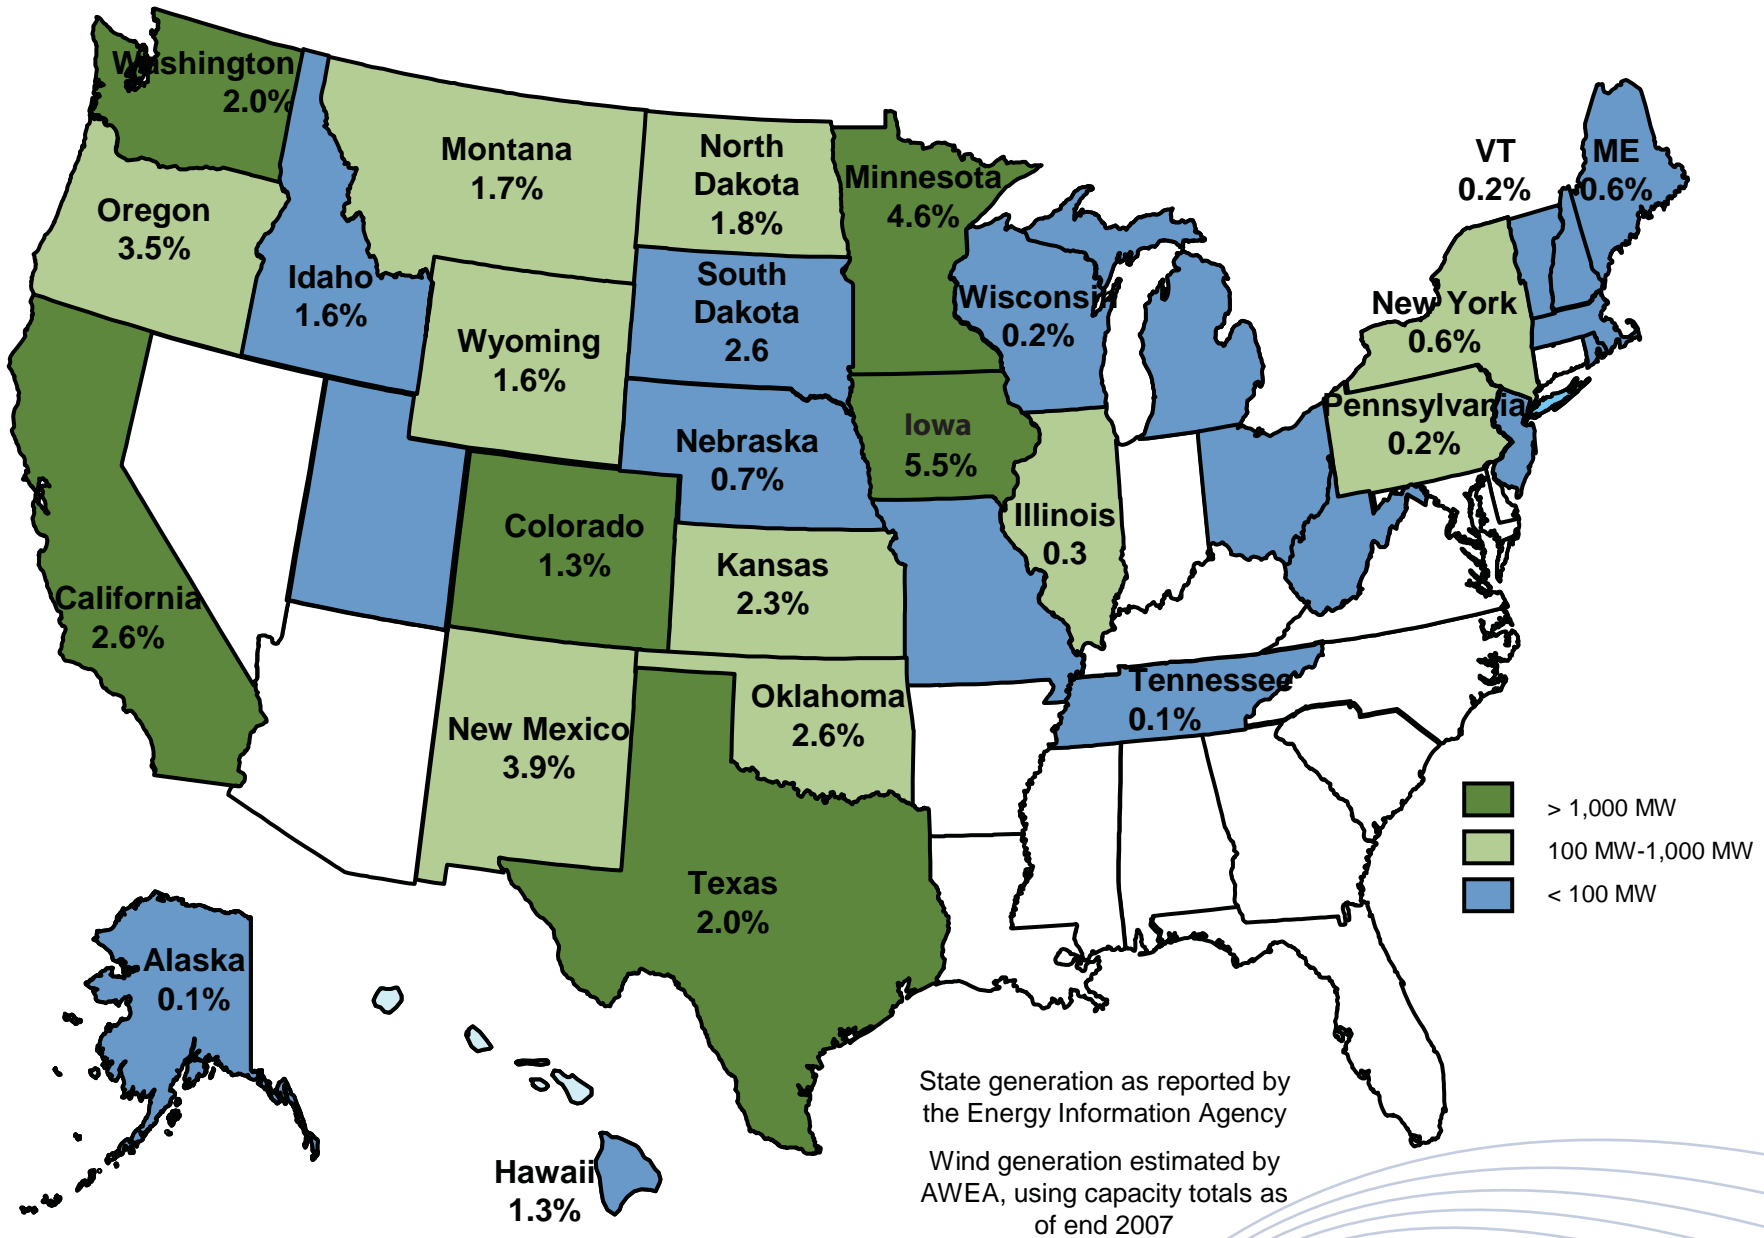 Washington
2.0%
Montana
1.7%
North
Dakota
1.8%
Minnesota
4.6%
VT
0.2%
ME
0.6%
Oregon
3.5%
Idaho
1.6%
Wyoming
1.6%
South
Dakota
2.6
Wisconsin
0.2%
New York
0.6%
Pennsylvania
0.2%
Nebraska
0.7%
Iowa
5.5%
Illinois
0.3
Colorado
1.3%
Kansas
2.3%
California
2.6%
New Mexico
3.9%
Oklahoma
2.6%
Tennessee
0.1%
Texas
2.0%
> 1,000 MW
100 MW-1,000 MW
< 100 MW
Alaska
0.1%
Hawaii
1.3%
State generation as reported by
the Energy Information Agency
Wind generation estimated by
AWEA, using capacity totals as
of end 2007